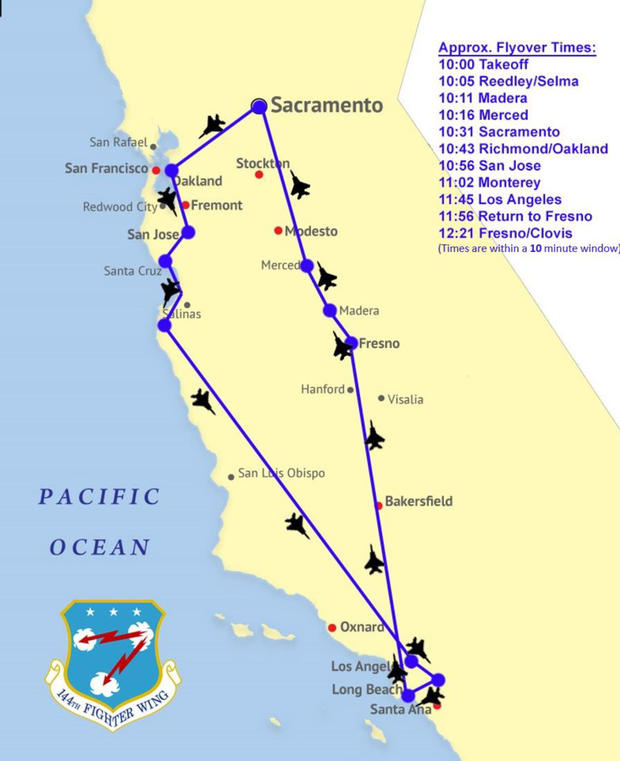 Approx. Flyover Times:
10:00 Takeoff
10:05 Reedley/Selma
10:11 Madera
10:16 Merced
10:31 Sacramento
10:43 Richmond/Oakland
10:56 San Jose
11:02 Monterey
11:45 Los Angeles
11:56 Return to Fresno
12:21 Fresno/Clovis
(Times are within a 10 minute window)
Sacramento
San Rafael
Stockton
San Francisco
Oakland
Redwood City
Fremont
San Jose
Modesto
Merced
Santa Cruz
Salinas
Madera
Fresno
Hanford
Visalia
San Luis Obispo
Bakersfield
PACIFIC
OCEAN
Oxnard
Los Angel
Long Beach
Santa Ana
144TH FIGHTER WING